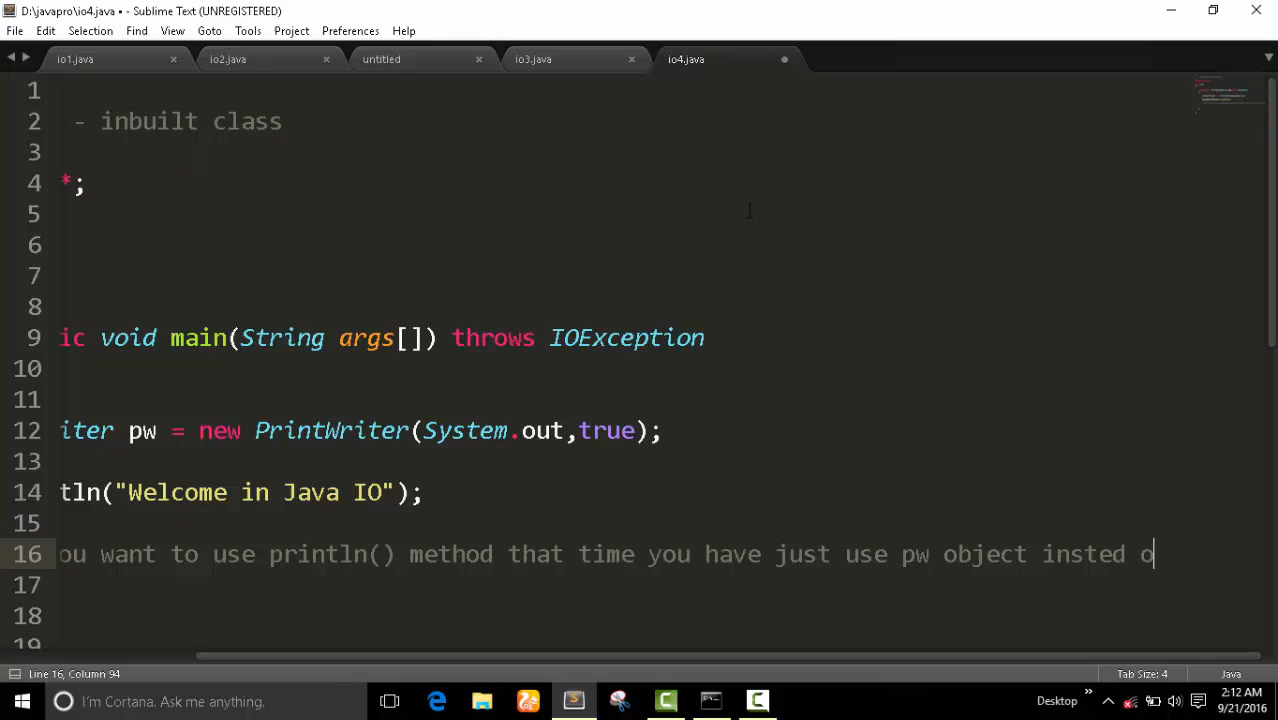 D:\javapro\io4.java • - Sublime Text (UNREGISTERED)
File Edit Selection Find View Goto Tools Project Preferences Help
io1.java × io2.java × untitled × io3.java × io4.java
1
2 - inbuilt class
3
4 *;
5
6
7
8
9 ic void main(String args[]) throws IOException
10
11
12 iter pw = new PrintWriter(System.out,true);
13
14 tln("Welcome in Java IO");
15
16 ou want to use println() method that time you have just use pw object insted o
17
18
19
Line 16, Column 94 Tab Size: 4 Java
I'm Cortana. Ask me anything. Desktop 2:12 AM
9/21/2016